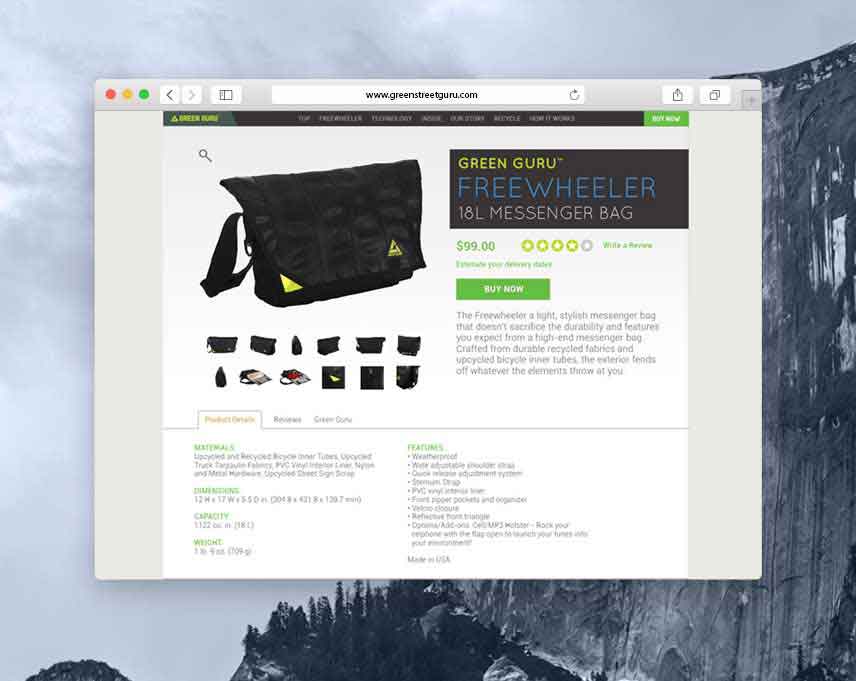 www.greenstreetguru.com
GREEN GURU
TOP FREEWHEELER TECHNOLOGY INSIDE OUR STORY RECYCLE HOW IT WORKS
BUY NOW
GREEN GURU™
FREEWHEELER
18L MESSENGER BAG
$99.00
Write a Review
Estimate your delivery dates
BUY NOW
The Freewheeler a light, stylish messenger bag
that doesn't sacrifice the durability and features
you expect from a high-end messenger bag.
Crafted from durable recycled fabrics and
upcycled bicycle inner tubes, the exterior fends
off whatever the elements throw at you.
Product Details Reviews Green Guru
MATERIALS:
Upcycled and Recycled Bicycle Inner Tubes, Upcycled
Truck Tarpaulin Fabrics, PVC Vinyl Interior Liner, Nylon
and Metal Hardware, Upcycled Street Sign Scrap
DIMENSIONS:
12 H x 17 W x 5.5 D in. (304.8 x 431.8 x 139.7 mm)
CAPACITY:
1122 cu. in. (18 L)
WEIGHT:
1 lb. 9 oz. (709 g)
FEATURES:
• Weatherproof
• Wide adjustable shoulder strap
• Quick release adjustment system
• Sternum Strap
• PVC vinyl interior liner
• Front zipper pockets and organizer
• Velcro closure
• Reflective front triangle
• Options/Add-ons: Cell/MP3 Holster – Rock your
cellphone with the flap open to launch your tunes into
your environment!
Made in USA